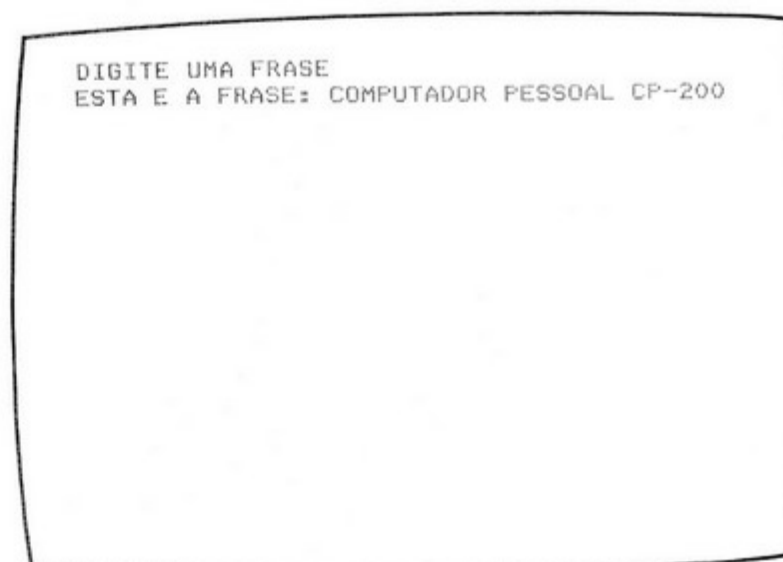 DIGITE UMA FRASE
ESTA E A FRASE: COMPUTADOR PESSOAL CP-200